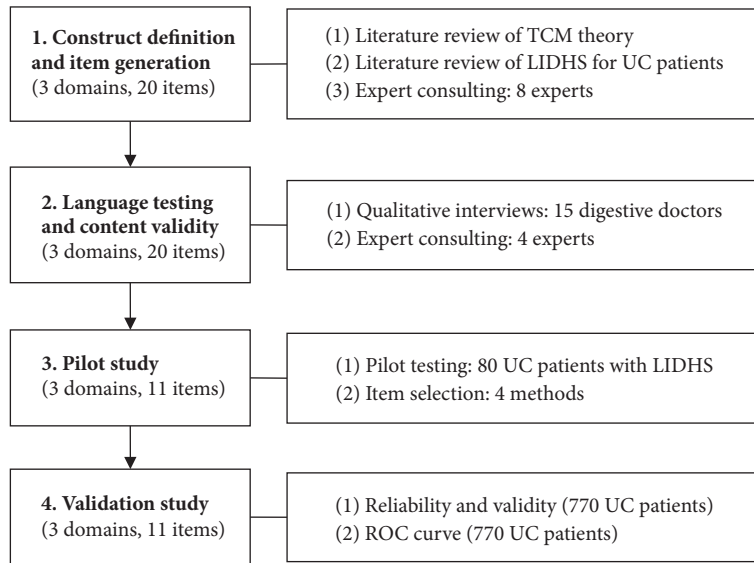 1. Construct definition
and item generation
(3 domains, 20 items)
(1) Literature review of TCM theory
(2) Literature review of LIDHS for UC patients
(3) Expert consulting: 8 experts
2. Language testing
and content validity
(3 domains, 20 items)
(1) Qualitative interviews: 15 digestive doctors
(2) Expert consulting: 4 experts
3. Pilot study
(3 domains, 11 items)
(1) Pilot testing: 80 UC patients with LIDHS
(2) Item selection: 4 methods
4. Validation study
(3 domains, 11 items)
(1) Reliability and validity (770 UC patients)
(2) ROC curve (770 UC patients)